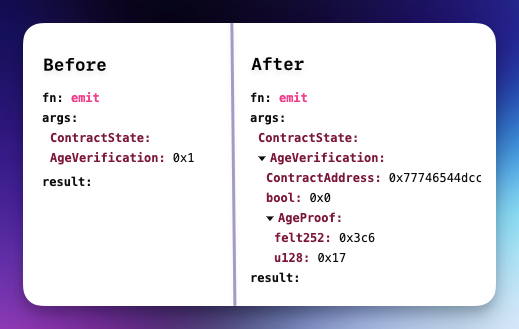 Before
fn: emit
args:
ContractState:
AgeVerification: 0x1
result:
After
fn: emit
args:
ContractState:
AgeVerification:
ContractAddress: 0x77746544dcc
bool: 0x0
AgeProof:
felt252: 0x3c6
u128: 0x17
result: